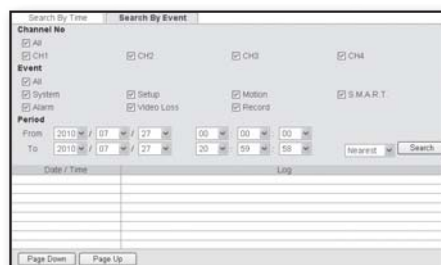 Search By Time Search By Event
Channel No
All
CH1 CH2 CH3 CH4
Event
All
System Setup Motion S.M.A.R.T.
Alarm Video Loss Record
Period
From 2010 / 07 / 27 00 : 00 : 00
To 2010 / 07 / 27 20 : 59 : 58 Nearest Search
Date / Time Log
Page Down Page Up